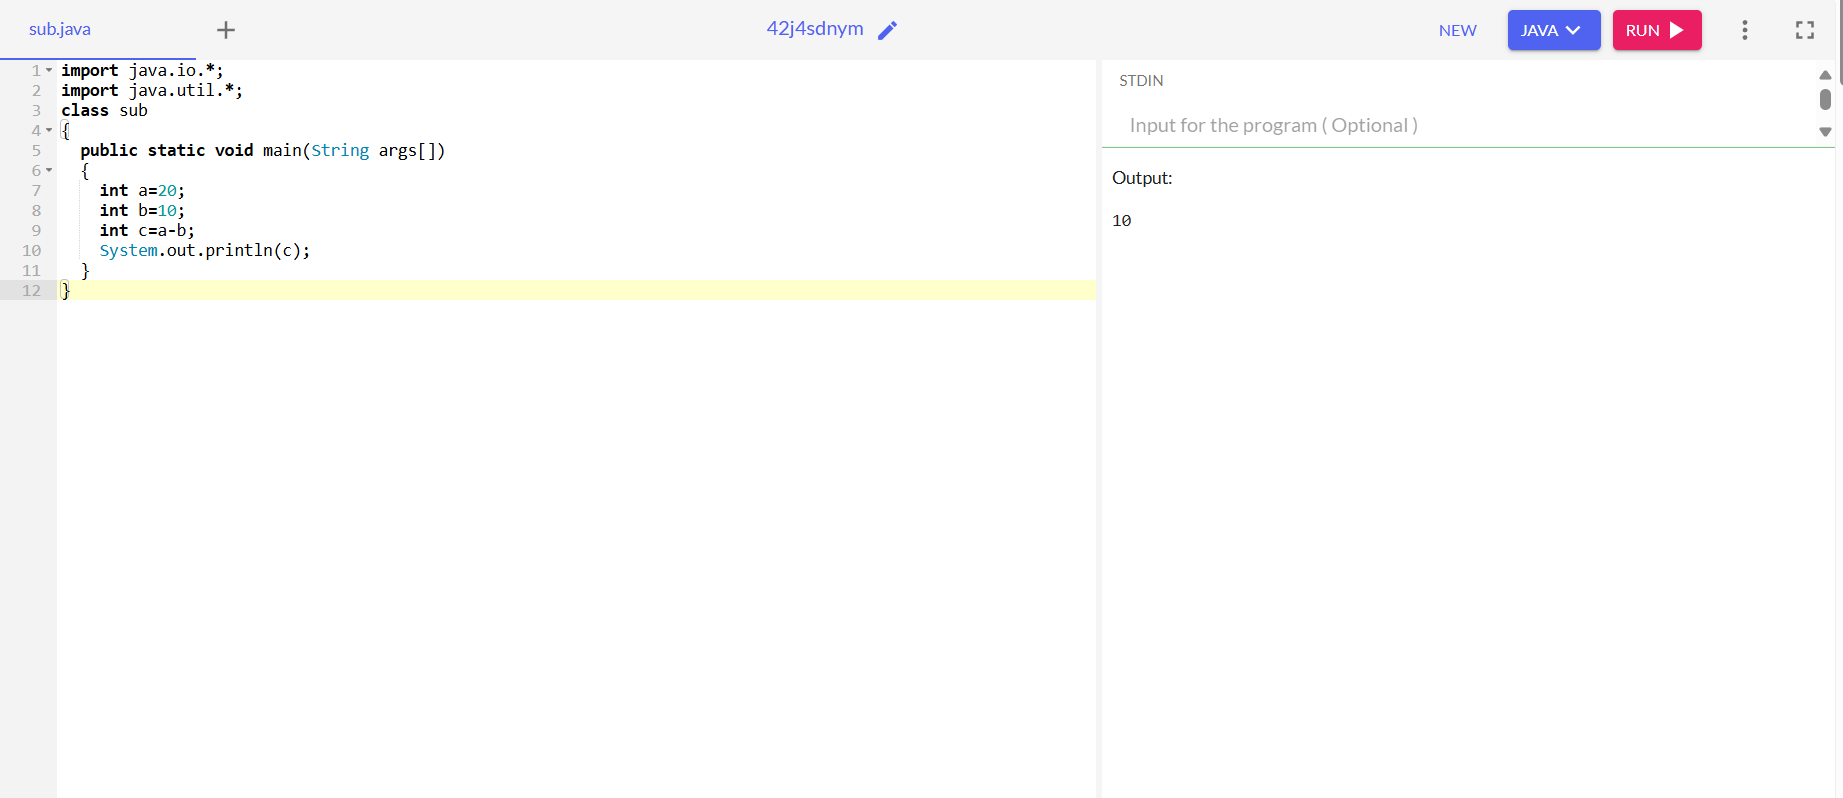 sub.java
42j4sdnym
NEW
JAVA
RUN
1 import java.io.*;
2 import java.util.*;
3 class sub
4 {
5 public static void main(String args[])
6 {
7 int a=20;
8 int b=10;
9 int c=a-b;
10 System.out.println(c);
11 }
12 }
STDIN
Input for the program ( Optional )
Output:
10